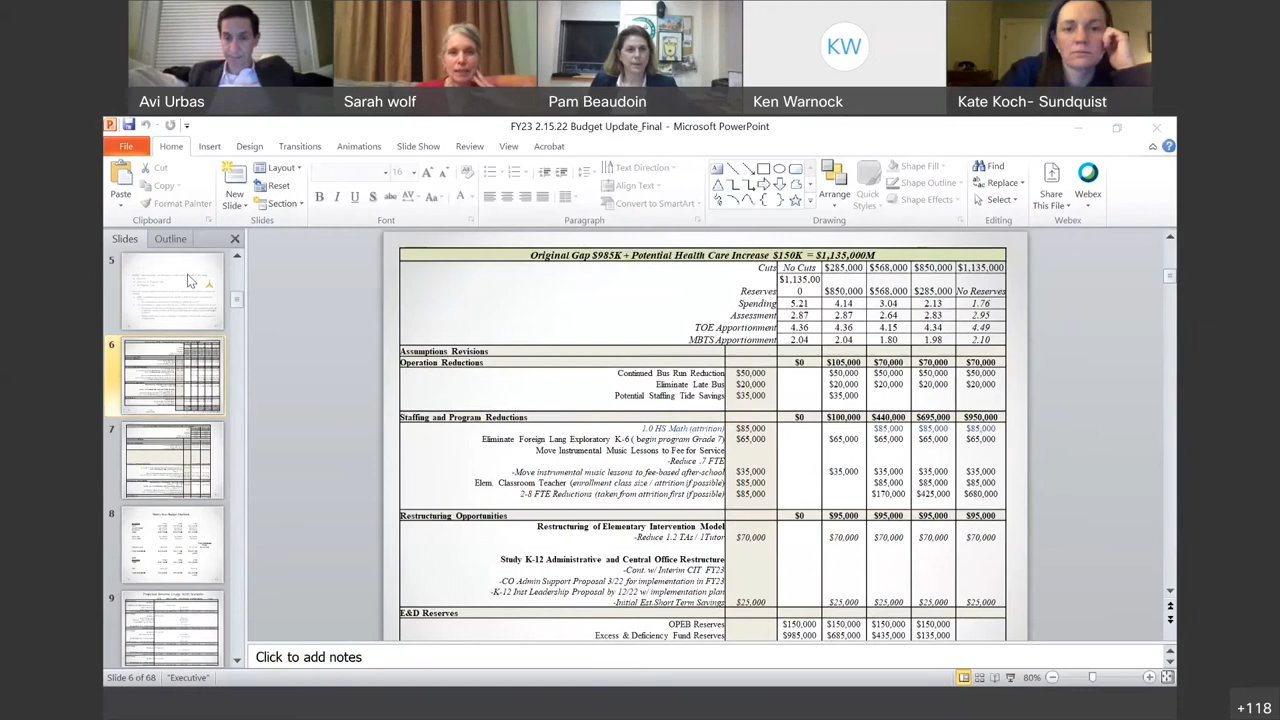 KW
Avi Urbas
Sarah wolf
Pam Beaudoin
Ken Warnock
Kate Koch- Sundquist
FY23 2.15.22 Budget Update_Final - Microsoft PowerPoint
File Home Insert Design Transitions Animations Slide Show Review View Acrobat
Paste
Cut
Copy
Format Painter
New Slide
Layout
Reset
Section
16
Text Direction
Align Text
Convert to SmartArt
Arrange
Quick Styles
Shape Fill
Shape Outline
Shape Effects
Find
Replace
Select
Share This File
Webex
Clipboard Slides Font Paragraph Drawing Editing Webex
Slides Outline
5
6
7
8
9
Original Gap $985K + Potential Health Care Increase $150K = $1,135,000M
Cuts No Cuts $285,000 $568,000 $850,000 $1,135,000
Reserves $1,135,000 $850,000 $568,000 $285,000 No Reserves
Spending 5.21 4.14 3.04 2.13 1.76
Assessment 2.87 2.87 2.64 2.83 2.95
TOE Apportionment 4.36 4.36 4.15 4.34 4.49
MBTS Apportionment 2.04 2.04 1.80 1.98 2.10
Assumptions Revisions
Operation Reductions $0 $105,000 $70,000 $70,000 $70,000
Continued Bus Run Reduction $50,000 $50,000 $50,000 $50,000 $50,000
Eliminate Late Bus $20,000 $20,000 $20,000 $20,000 $20,000
Potential Staffing Tide Savings $35,000 $35,000
Staffing and Program Reductions $0 $100,000 $440,000 $695,000 $950,000
1.0 HS Math (attrition) $85,000 $85,000 $85,000 $85,000
Eliminate Foreign Lang Exploratory K-6 ( begin program Grade 7) $65,000 $65,000 $65,000 $65,000 $65,000
Move Instrumental Music Lessons to Fee for Service
-Reduce .7 FTE
-Move instrumental music lessons to fee-based after-school $35,000 $35,000 $35,000 $35,000 $35,000
Elem. Classroom Teacher (enrollment class size / attrition if possible) $85,000 $85,000 $85,000 $85,000
2-8 FTE Reductions (taken from attrition first if possible) $85,000 $170,000 $425,000 $680,000
Restructuring Opportunities $0 $95,000 $95,000 $95,000 $95,000
Restructuring of Elementary Intervention Model
-Reduce 1.2 TAs / 1Tutor $70,000 $70,000 $70,000 $70,000 $70,000
Study K-12 Administrative and Central Office Restructure
-Cont. w/ Interim CIT FY23
-CO Admin Support Proposal 3/22 for implementation in FY23
-K-12 Inst Leadership Proposal by 12/22 w/ implementation plan
-Initial Est.Short Term Savings $25,000 $25,000 $25,000 $25,000 $25,000
E&D Reserves
OPEB Reserves $150,000 $150,000 $150,000 $150,000
Excess & Deficiency Fund Reserves $985,000 $685,000 $435,000 $135,000
Click to add notes
Slide 6 of 68 "Executive" 80%
+118